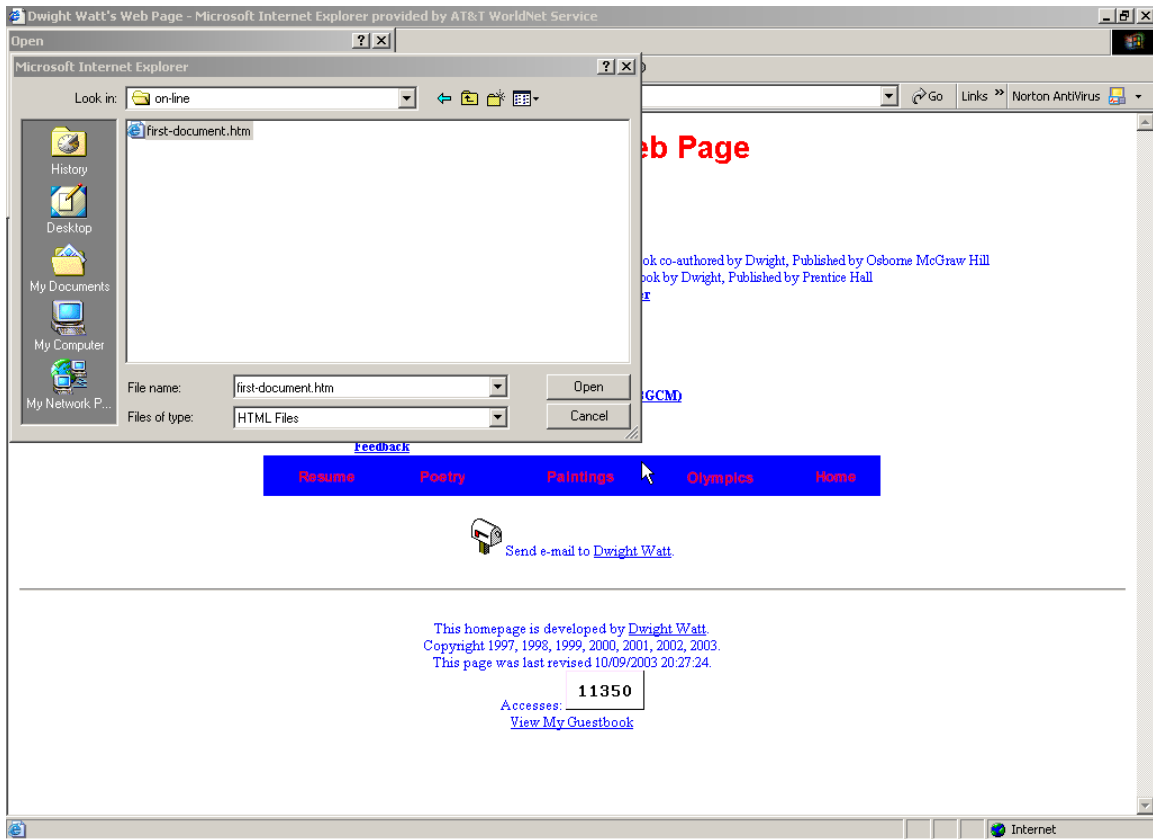 Dwight Watt's Web Page - Microsoft Internet Explorer provided by AT&T WorldNet Service
Open
Microsoft Internet Explorer
Look in: on-line
Go Links » Norton AntiVirus
first-document.htm
History
Desktop
My Documents
My Computer
My Network P...
File name: first-document.htm Open
Files of type: HTML Files Cancel
eb Page
ok co-authored by Dwight, Published by Osborne McGraw Hill
ook by Dwight, Published by Prentice Hall
er
GCM)
Feedback
Resume Poetry Paintings Olympics Home
Send e-mail to Dwight Watt.
This homepage is developed by Dwight Watt.
Copyright 1997, 1998, 1999, 2000, 2001, 2002, 2003.
This page was last revised 10/09/2003 20:27:24.
Accesses: 11350
View My Guestbook
Internet